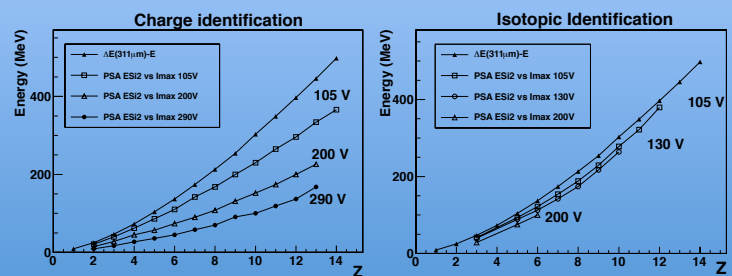 Charge identification
Energy (MeV)
ΔE(311μm)-E
PSA ESi2 vs Imax 105V
PSA ESi2 vs Imax 200V
PSA ESi2 vs Imax 290V
400
200
0
105 V
200 V
290 V
0 2 4 6 8 10 12 14
Z
Isotopic Identification
Energy (MeV)
ΔE(311μm)-E
PSA ESi2 vs Imax 105V
PSA ESi2 vs Imax 130V
PSA ESi2 vs Imax 200V
400
200
0
105 V
130 V
200 V
0 2 4 6 8 10 12 14
Z